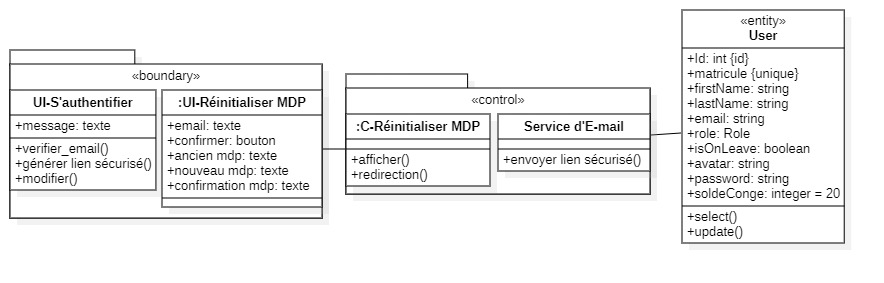 «boundary»
UI-S'authentifier
+message: texte
+verifier_email()
+générer lien sécurisé()
+modifier()
:UI-Réinitialiser MDP
+email: texte
+confirmer: bouton
+ancien mdp: texte
+nouveau mdp: texte
+confirmation mdp: texte
«control»
:C-Réinitialiser MDP
+afficher()
+redirection()
Service d'E-mail
+envoyer lien sécurisé()
«entity»
User
+Id: int {id}
+matricule {unique}
+firstName: string
+lastName: string
+email: string
+role: Role
+isOnLeave: boolean
+avatar: string
+password: string
+soldeConge: integer = 20
+select()
+update()